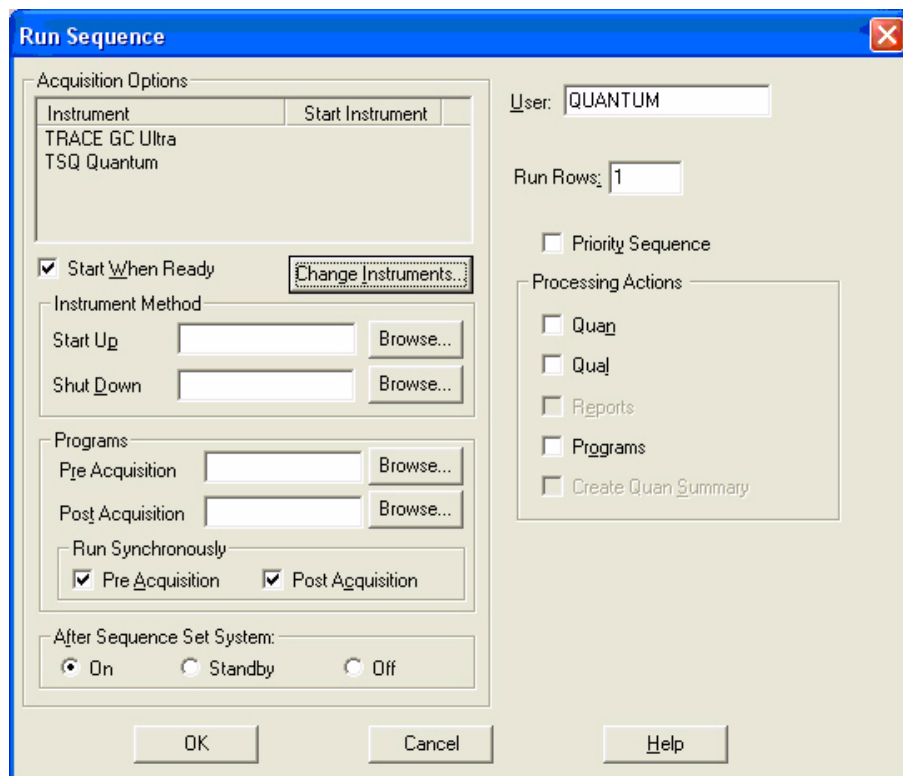 Run Sequence
Acquisition Options
Instrument Start Instrument
TRACE GC Ultra
TSQ Quantum
Start When Ready Change Instruments...
Instrument Method
Start Up Browse...
Shut Down Browse...
Programs
Pre Acquisition Browse...
Post Acquisition Browse...
Run Synchronously
Pre Acquisition Post Acquisition
After Sequence Set System:
On Standby Off
User: QUANTUM
Run Rows: 1
Priority Sequence
Processing Actions
Quan
Qual
Reports
Programs
Create Quan Summary
OK Cancel Help